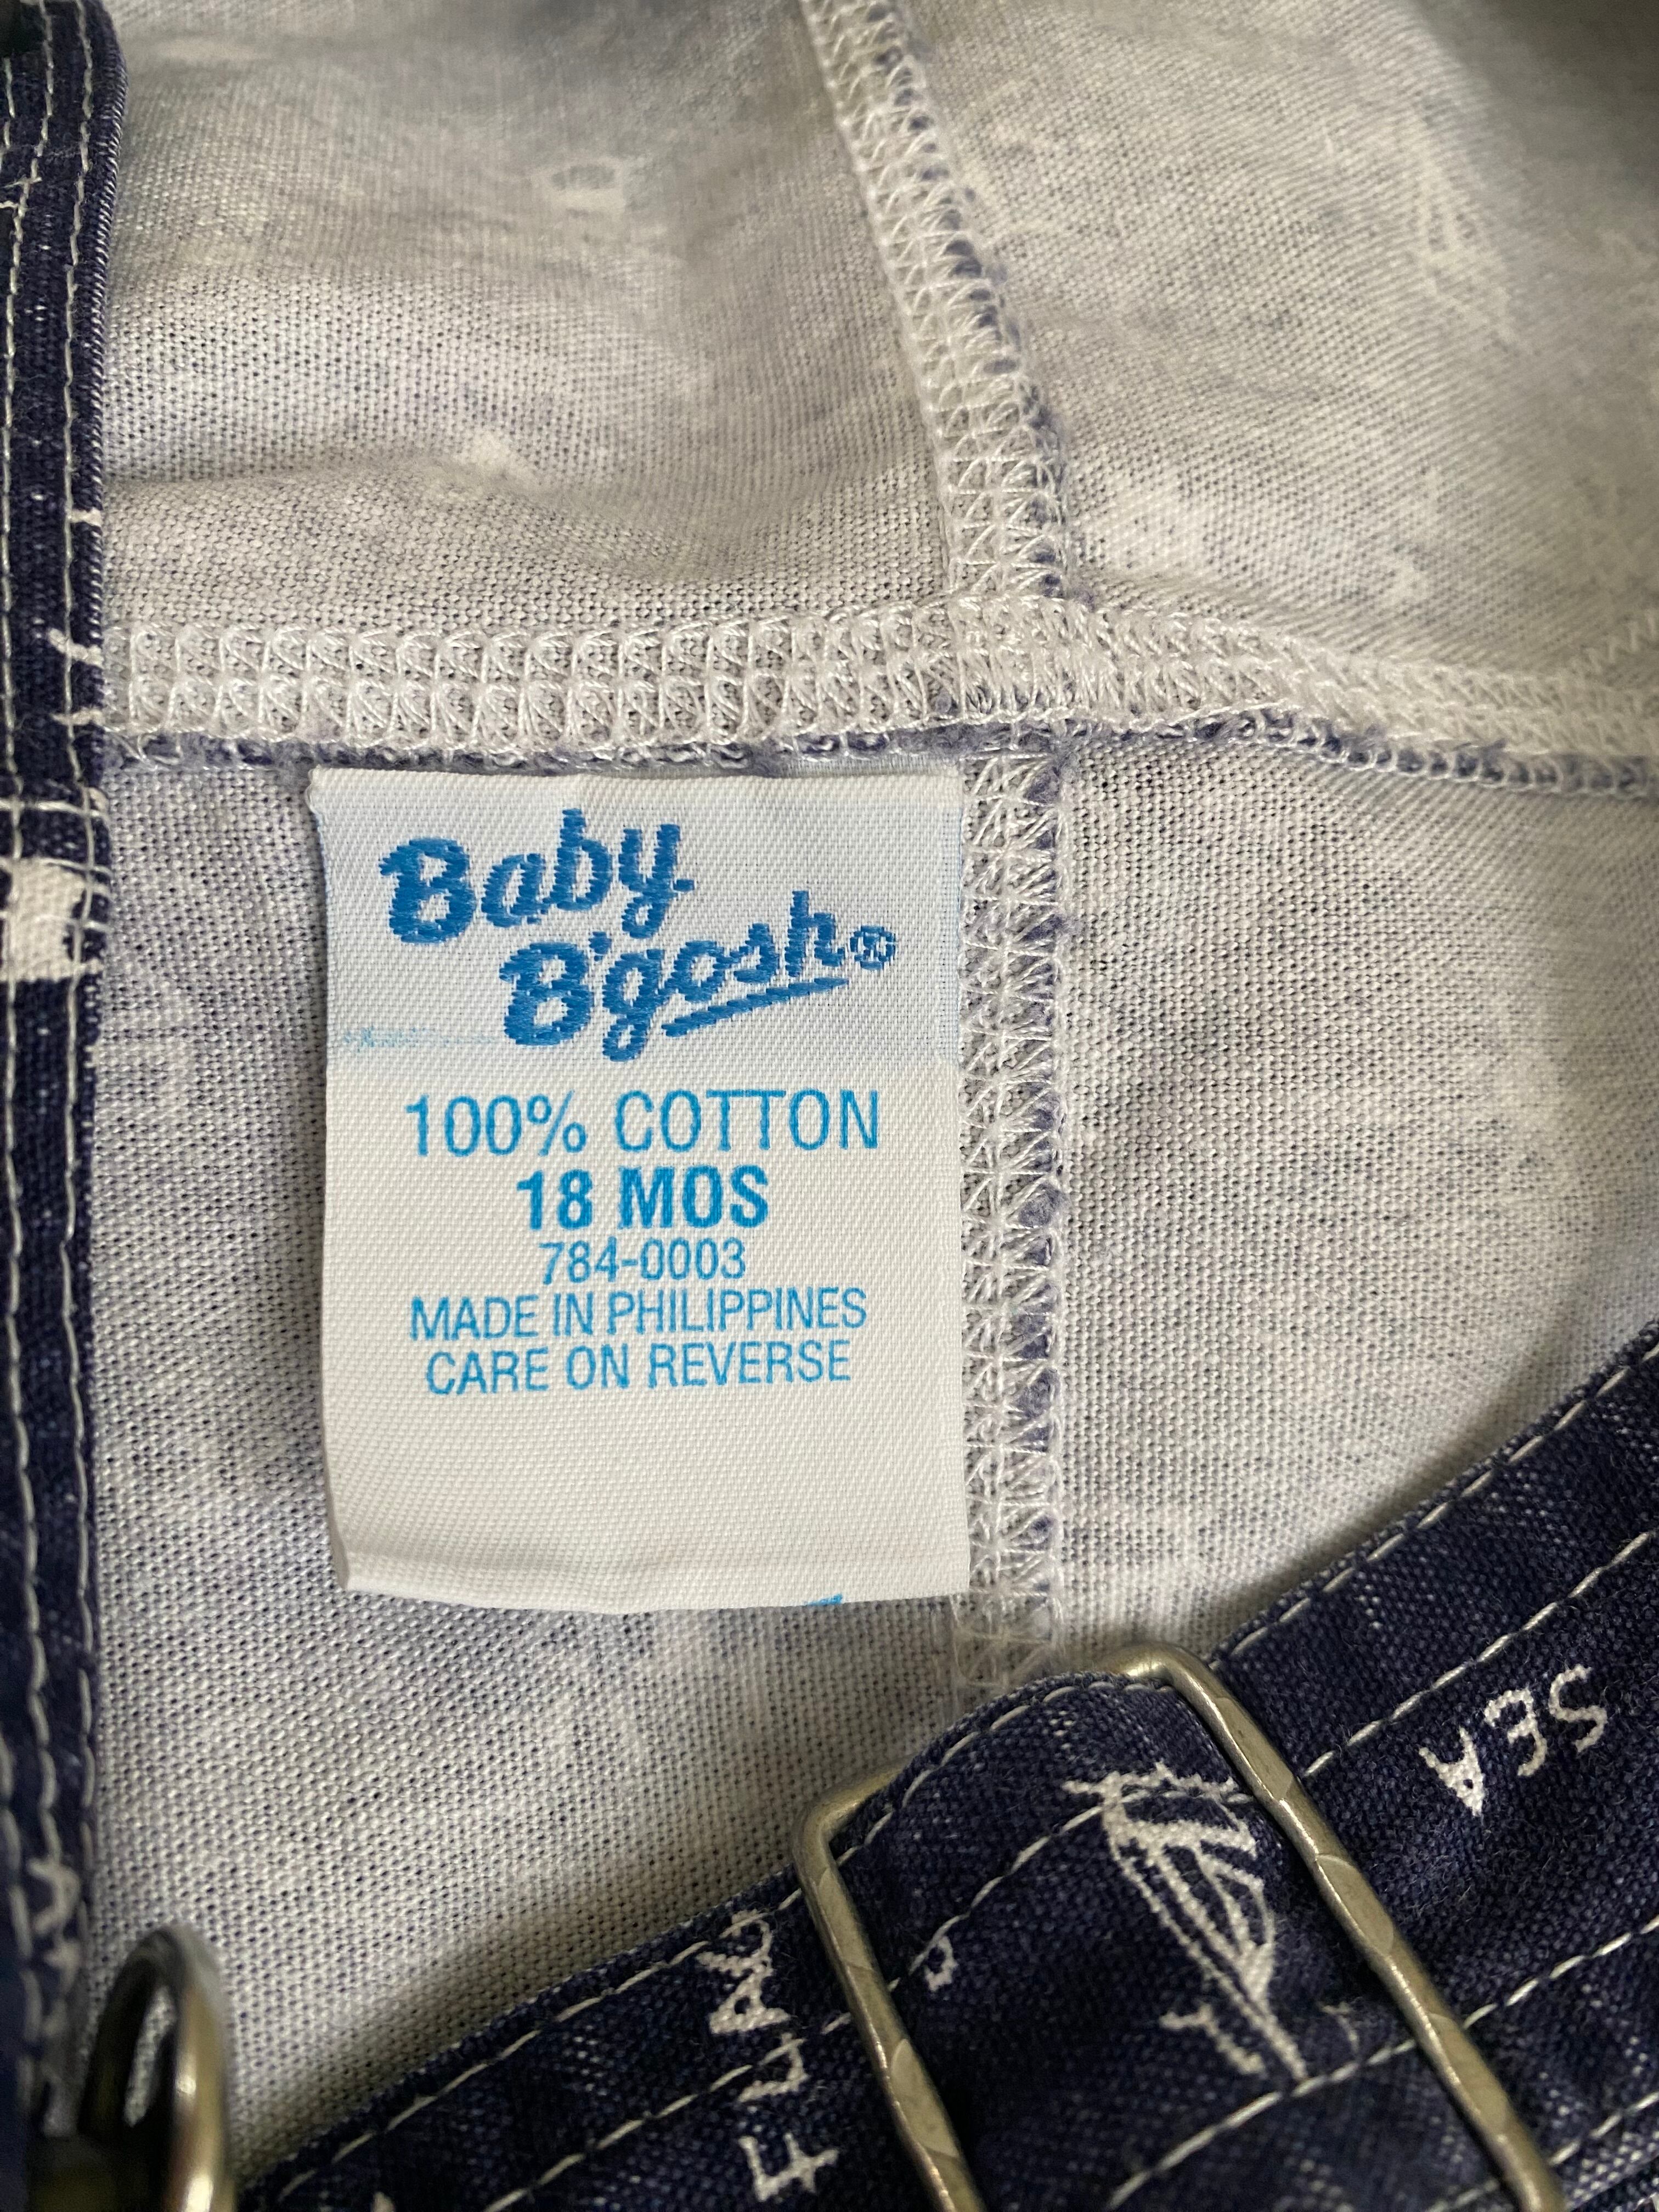 Baby
B'gosh®
100% COTTON
18 MOS
784-0003
MADE IN PHILIPPINES
CARE ON REVERSE
SEA